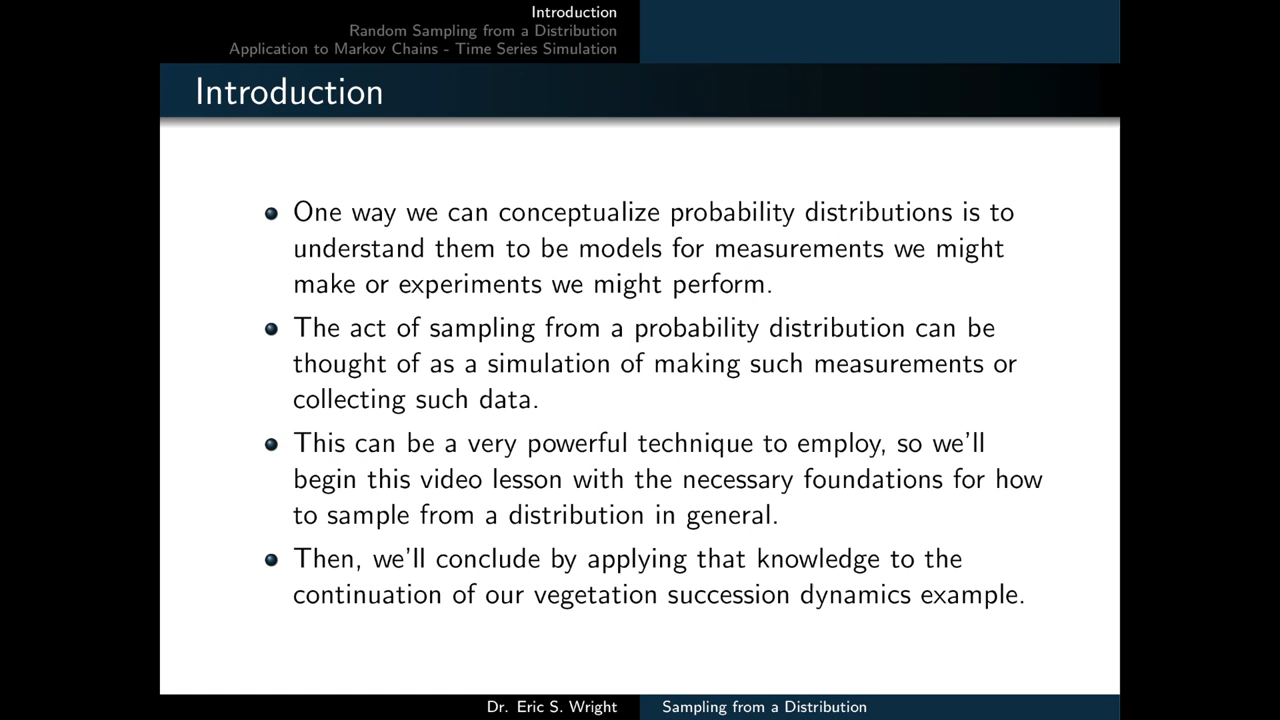 Introduction
Random Sampling from a Distribution
Application to Markov Chains - Time Series Simulation
Introduction
One way we can conceptualize probability distributions is to
understand them to be models for measurements we might
make or experiments we might perform.
The act of sampling from a probability distribution can be
thought of as a simulation of making such measurements or
collecting such data.
This can be a very powerful technique to employ, so we'll
begin this video lesson with the necessary foundations for how
to sample from a distribution in general.
Then, we'll conclude by applying that knowledge to the
continuation of our vegetation succession dynamics example.
Dr. Eric S. Wright
Sampling from a Distribution